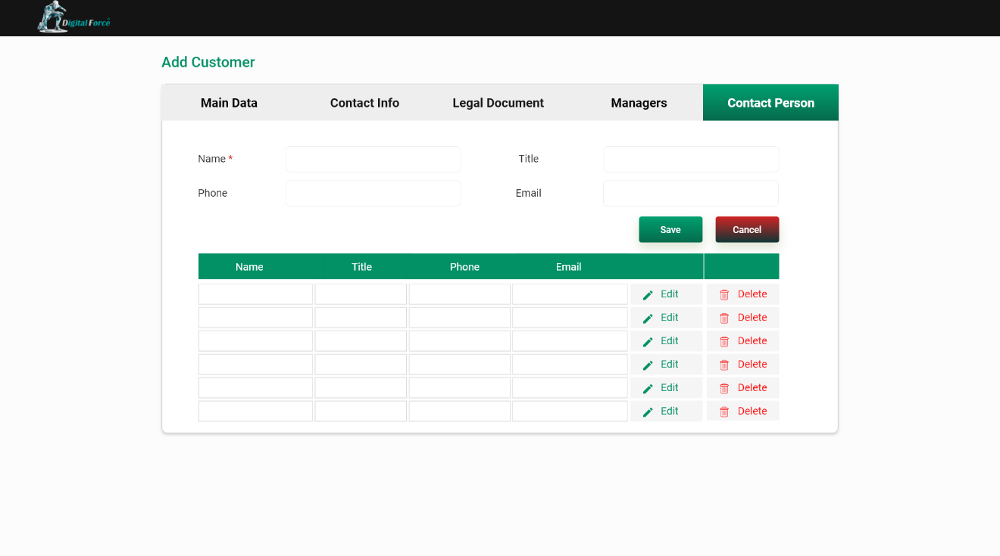 Digital Force
Add Customer
Main Data Contact Info Legal Document Managers Contact Person
Name * Title
Phone Email
Save Cancel
Name Title Phone Email
Edit Delete
Edit Delete
Edit Delete
Edit Delete
Edit Delete
Edit Delete